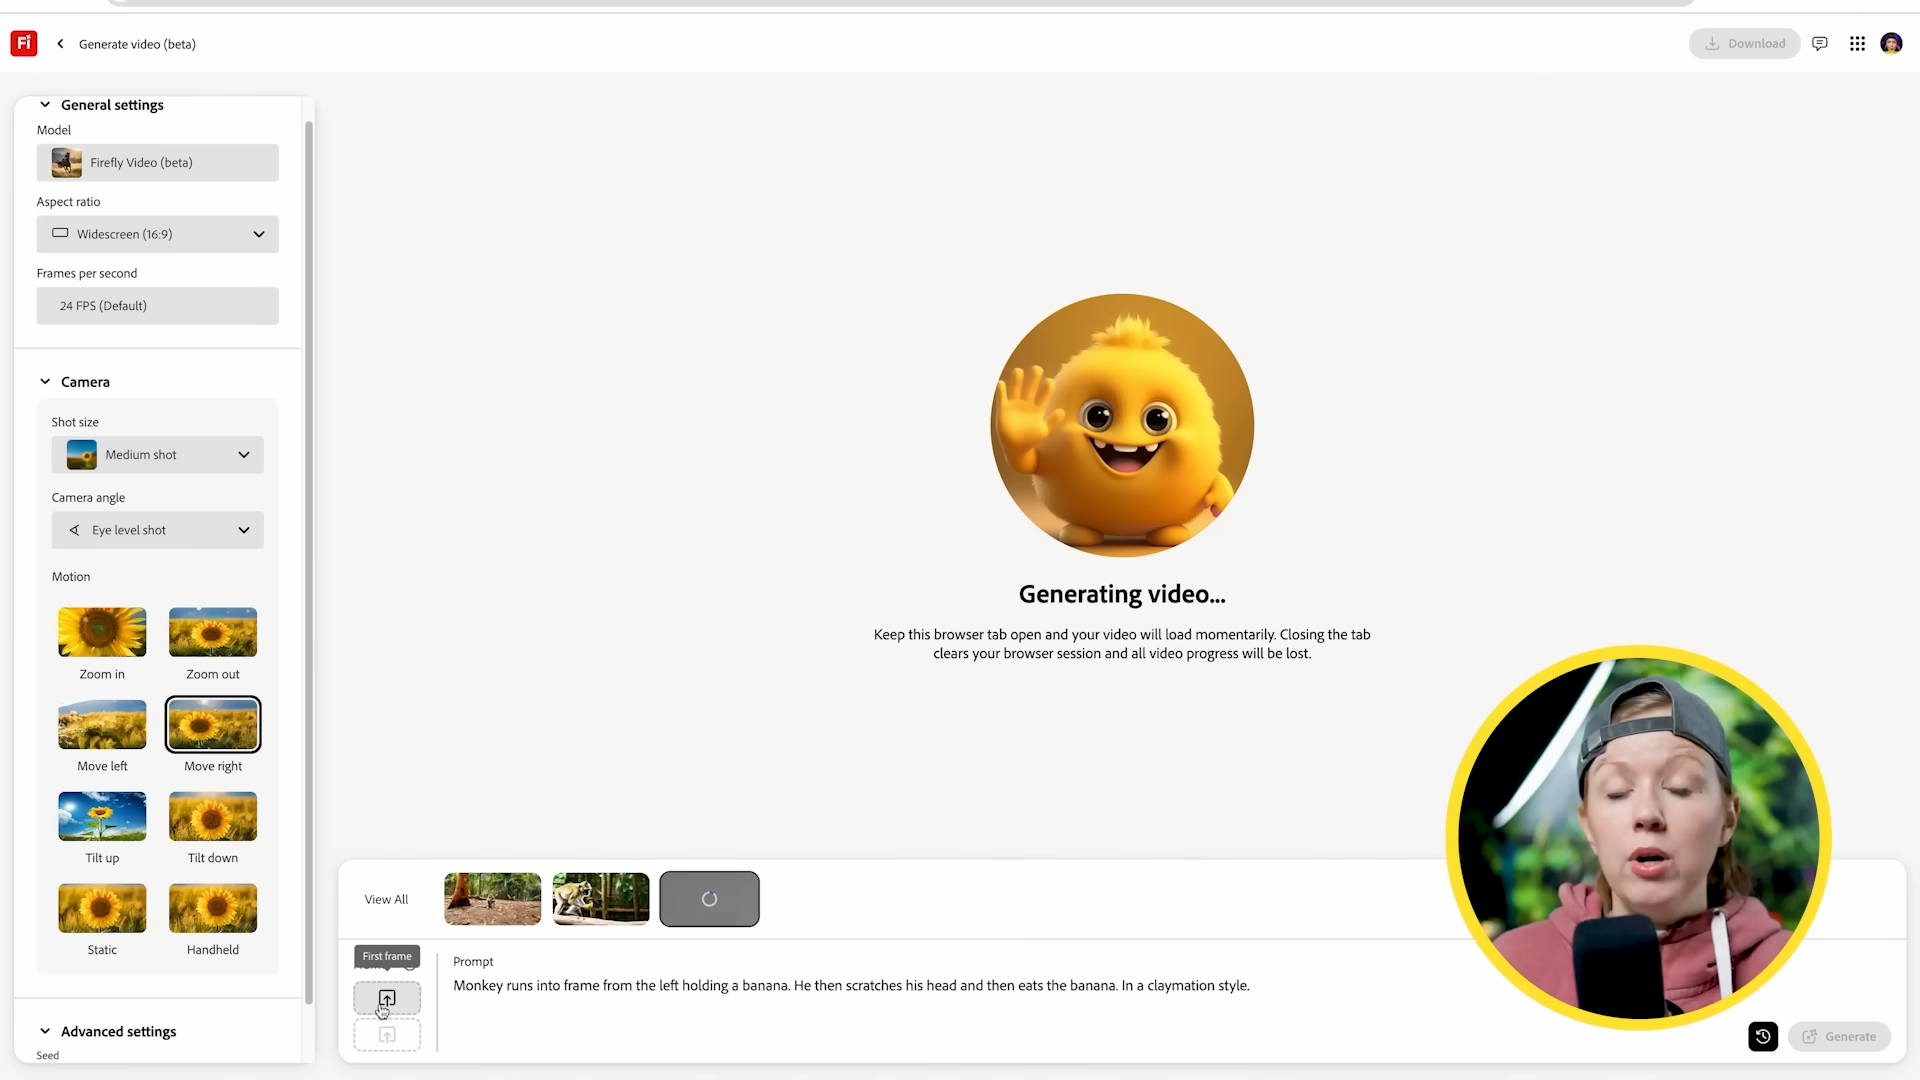 Fi
Generate video (beta)
Download
General settings
Model
Firefly Video (beta)
Aspect ratio
Widescreen (16:9)
Frames per second
24 FPS (Default)
Camera
Shot size
Medium shot
Camera angle
Eye level shot
Motion
Zoom in
Zoom out
Move left
Move right
Tilt up
Tilt down
Static
Handheld
Advanced settings
Seed
Generating video...
Keep this browser tab open and your video will load momentarily. Closing the tab
clears your browser session and all video progress will be lost.
View All
First frame
Prompt
Monkey runs into frame from the left holding a banana. He then scratches his head and then eats the banana. In a claymation style.
Generate